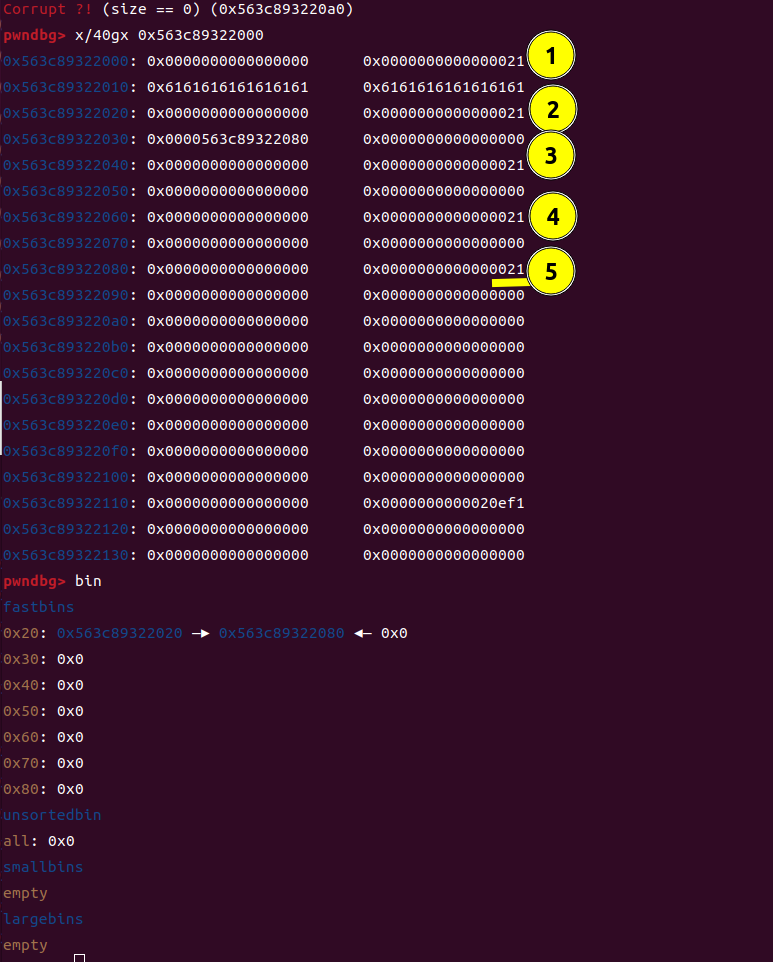 Corrupt ?! (size == 0) (0x563c893220a0)
pwndbg> x/40gx 0x563c89322000
0x563c89322000: 0x0000000000000000 0x0000000000000021 1
0x563c89322010: 0x6161616161616161 0x6161616161616161
0x563c89322020: 0x0000000000000000 0x0000000000000021 2
0x563c89322030: 0x0000563c89322080 0x0000000000000000
0x563c89322040: 0x0000000000000000 0x0000000000000021 3
0x563c89322050: 0x0000000000000000 0x0000000000000000
0x563c89322060: 0x0000000000000000 0x0000000000000021 4
0x563c89322070: 0x0000000000000000 0x0000000000000000
0x563c89322080: 0x0000000000000000 0x0000000000000021 5
0x563c89322090: 0x0000000000000000 0x0000000000000000
0x563c893220a0: 0x0000000000000000 0x0000000000000000
0x563c893220b0: 0x0000000000000000 0x0000000000000000
0x563c893220c0: 0x0000000000000000 0x0000000000000000
0x563c893220d0: 0x0000000000000000 0x0000000000000000
0x563c893220e0: 0x0000000000000000 0x0000000000000000
0x563c893220f0: 0x0000000000000000 0x0000000000000000
0x563c89322100: 0x0000000000000000 0x0000000000000000
0x563c89322110: 0x0000000000000000 0x0000000000020ef1
0x563c89322120: 0x0000000000000000 0x0000000000000000
0x563c89322130: 0x0000000000000000 0x0000000000000000
pwndbg> bin
fastbins
0x20: 0x563c89322020 —▸ 0x563c89322080 ◂— 0x0
0x30: 0x0
0x40: 0x0
0x50: 0x0
0x60: 0x0
0x70: 0x0
0x80: 0x0
unsortedbin
all: 0x0
smallbins
empty
largebins
empty